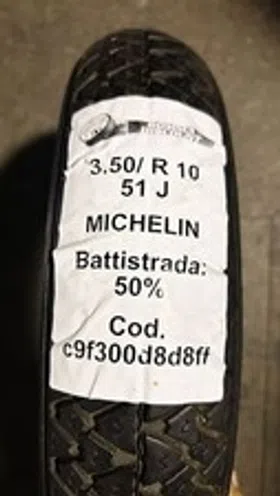 3.50/ R 10
51 J
MICHELIN
Battistrada:
50%
Cod.
c9f300d8d8ff